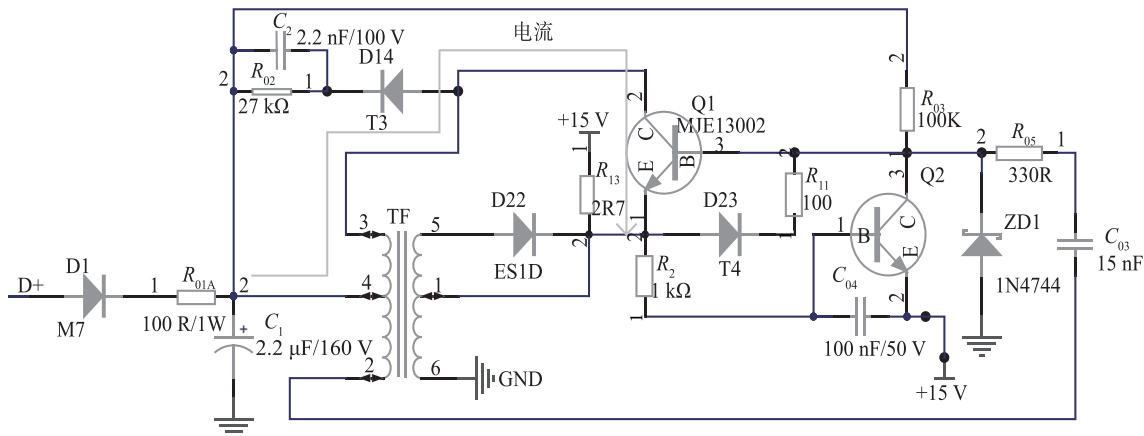 C2
2.2 nF/100 V
电流
D14
2
R02
1
27 kΩ
T3
2
Q1
MJE13002
C
E
B
3
+15 V
1
R13
2R7
2
2
R03
100K
1
2
R11
100
1
3
Q2
2
R05
1
330R
3
TF
5
D22
ES1D
2
1
D23
T4
1
B
C
E
2
ZD1
1N4744
C03
15 nF
D+
D1
M7
1
R01A
2
100 R/1W
+
C1
2.2 μF/160 V
4
1
R2
1 kΩ
1
C04
100 nF/50 V
+15 V
1
2
6
GND